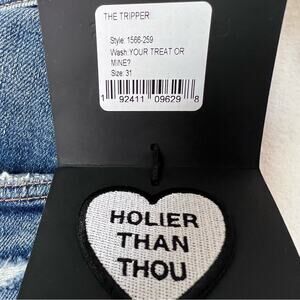 THE TRIPPER
Style: 1566-259
Wash: YOUR TREAT OR
MINE?
Size: 31
1 92411 09629 8
HOLIER
THAN
THOU